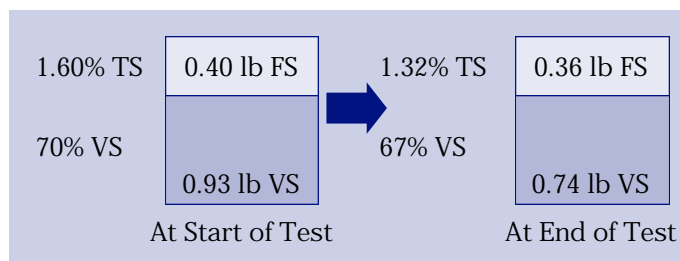 1.60% TS
0.40 lb FS
1.32% TS
0.36 lb FS
70% VS
67% VS
0.93 lb VS
0.74 lb VS
At Start of Test
At End of Test